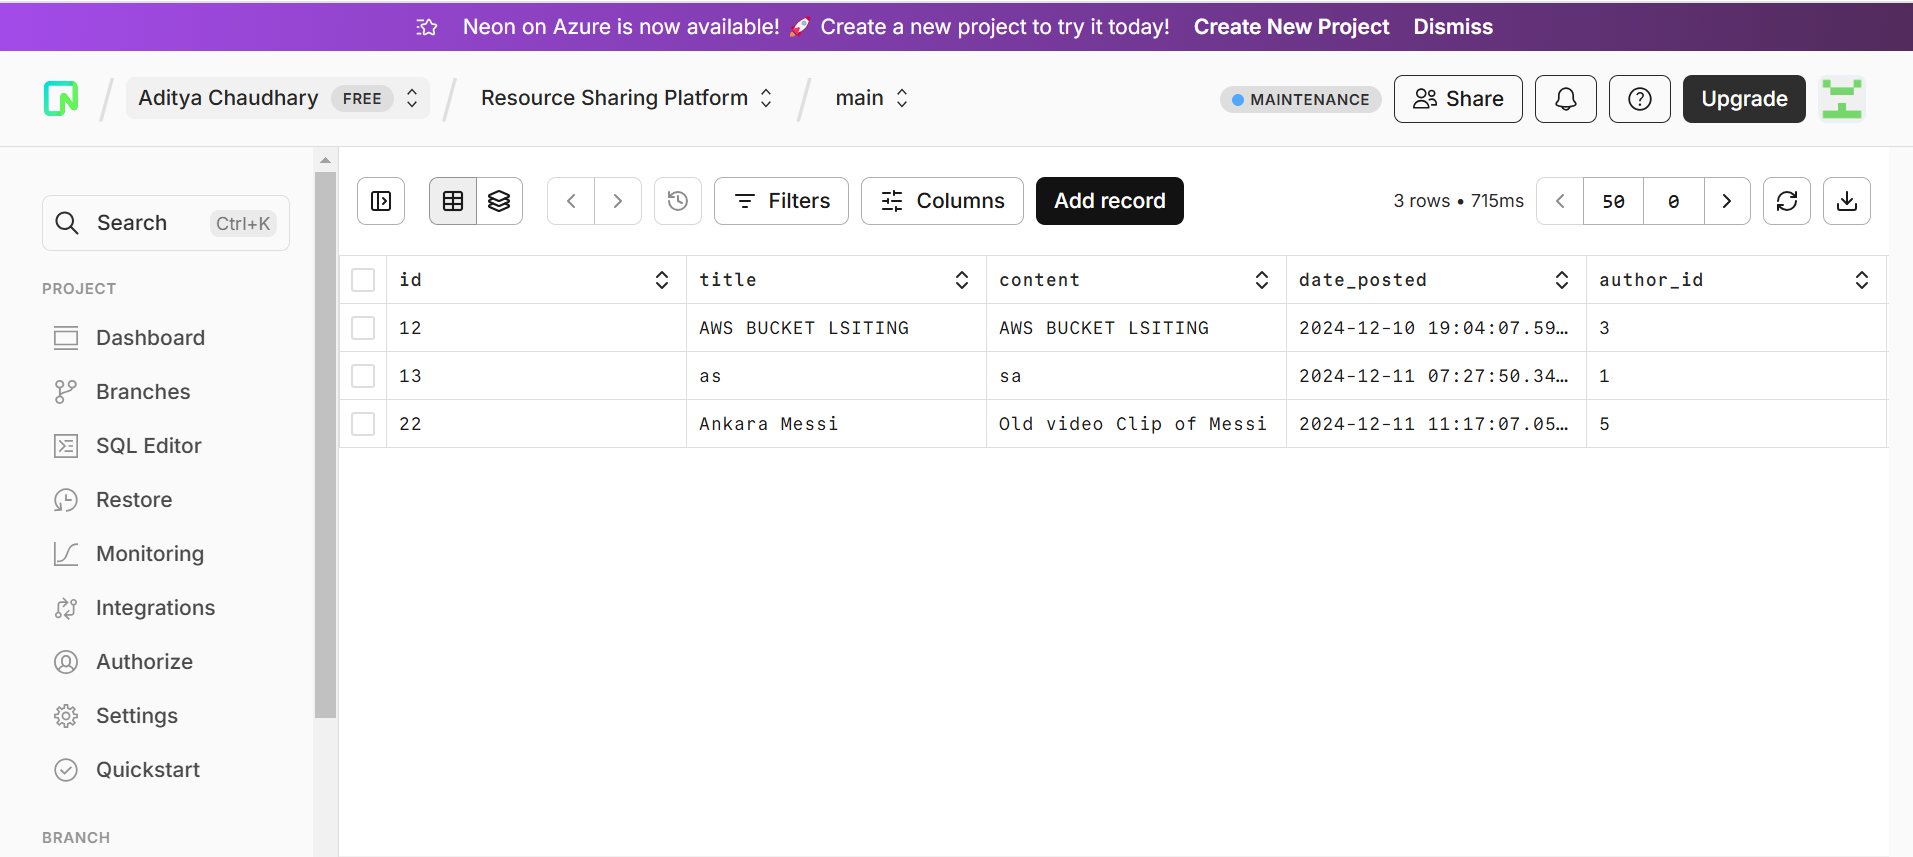 Neon on Azure is now available! 🚀 Create a new project to try it today! Create New Project Dismiss
Aditya Chaudhary FREE / Resource Sharing Platform / main MAINTENANCE Share Upgrade
Search Ctrl+K
PROJECT
Dashboard
Branches
SQL Editor
Restore
Monitoring
Integrations
Authorize
Settings
Quickstart
BRANCH
Filters Columns Add record 3 rows • 715ms 50 0
id title content date_posted author_id
12 AWS BUCKET LSITING AWS BUCKET LSITING 2024-12-10 19:04:07.59… 3
13 as sa 2024-12-11 07:27:50.34… 1
22 Ankara Messi Old video Clip of Messi 2024-12-11 11:17:07.05… 5